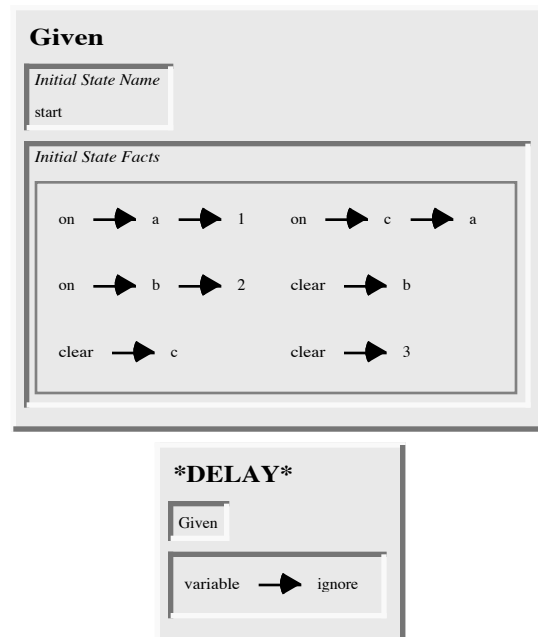 Given
Initial State Name
start
Initial State Facts
on a 1 on c a
on b 2 clear b
clear c clear 3
*DELAY*
Given
variable ignore